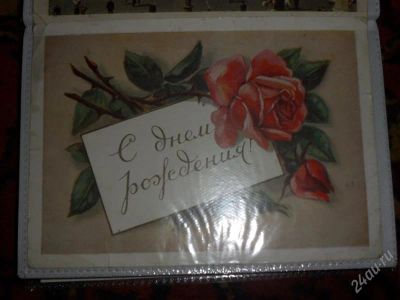 С днем
рождения!
24au.ru